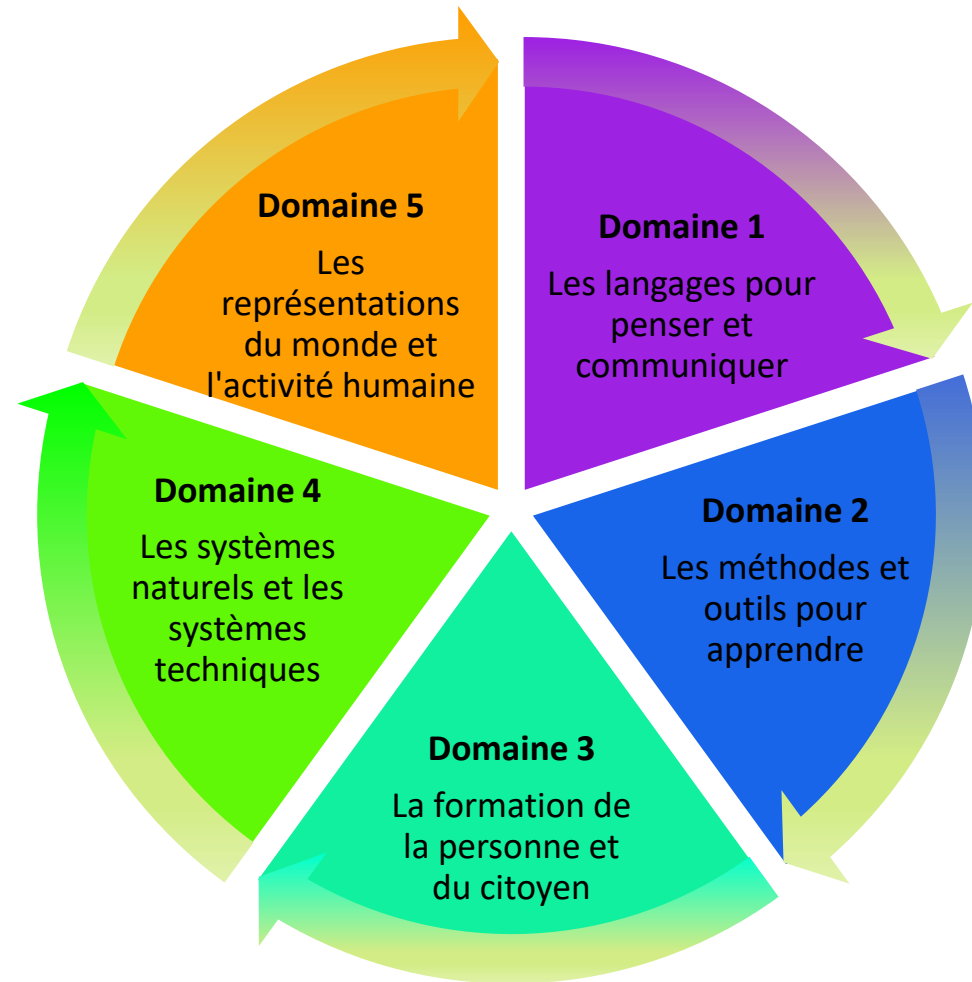 Domaine 1
Les langages pour
penser et
communiquer
Domaine 2
Les méthodes et
outils pour
apprendre
Domaine 3
La formation de
la personne et
du citoyen
Domaine 4
Les systèmes
naturels et les
systèmes
techniques
Domaine 5
Les
représentations
du monde et
l'activité humaine